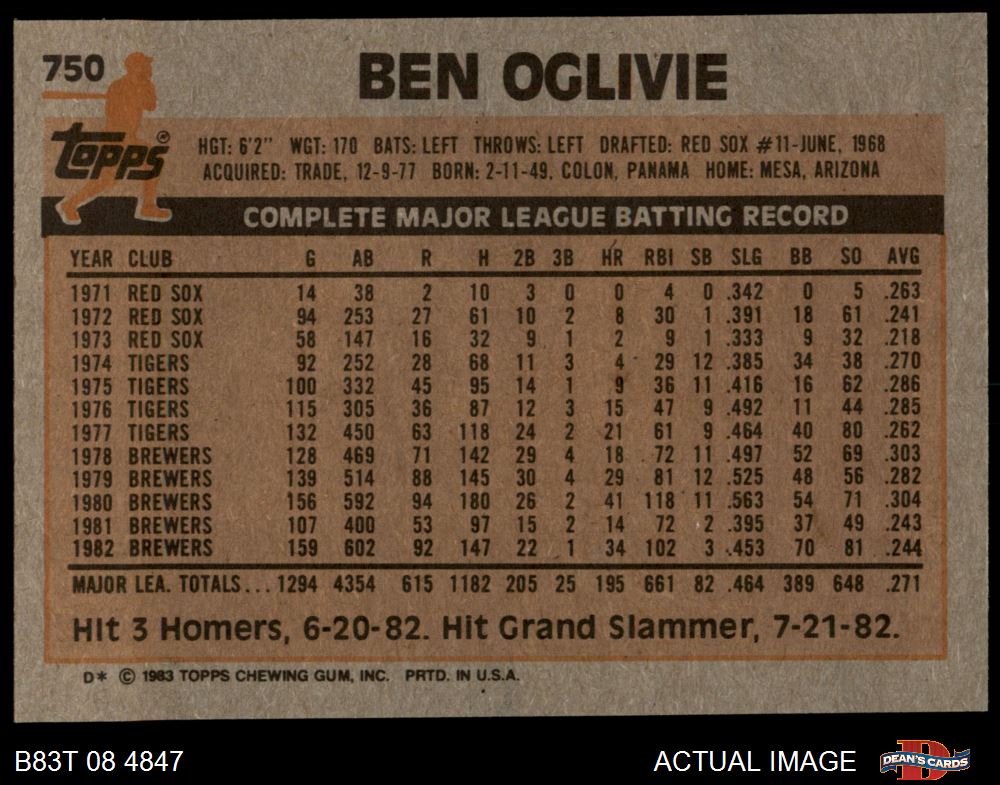 750 BEN OGLIVIE
topps
HGT: 6'2" WGT: 170 BATS: LEFT THROWS: LEFT DRAFTED: RED SOX #11-JUNE, 1968
ACQUIRED: TRADE, 12-9-77 BORN: 2-11-49, COLON, PANAMA HOME: MESA, ARIZONA
COMPLETE MAJOR LEAGUE BATTING RECORD
YEAR CLUB G AB R H 2B 3B HR RBI SB SLG BB SO AVG
1971 RED SOX 14 38 2 10 3 0 0 4 0 .342 0 5 .263
1972 RED SOX 94 253 27 61 10 2 8 30 1 .391 18 61 .241
1973 RED SOX 58 147 16 32 9 1 2 9 1 .333 9 32 .218
1974 TIGERS 92 252 28 68 11 3 4 29 12 .385 34 38 .270
1975 TIGERS 100 332 45 95 14 1 9 36 11 .416 16 62 .286
1976 TIGERS 115 305 36 87 12 3 15 47 9 .492 11 44 .285
1977 TIGERS 132 450 63 118 24 2 21 61 9 .464 40 80 .262
1978 BREWERS 128 469 71 142 29 4 18 72 11 .497 52 69 .303
1979 BREWERS 139 514 88 145 30 4 29 81 12 .525 48 56 .282
1980 BREWERS 156 592 94 180 26 2 41 118 11 .563 54 71 .304
1981 BREWERS 107 400 53 97 15 2 14 72 2 .395 37 49 .243
1982 BREWERS 159 602 92 147 22 1 34 102 3 .453 70 81 .244
MAJOR LEA. TOTALS... 1294 4354 615 1182 205 25 195 661 82 .464 389 648 .271
Hit 3 Homers, 6-20-82. Hit Grand Slammer, 7-21-82.
D* © 1983 TOPPS CHEWING GUM, INC. PRTD. IN U.S.A.
B83T 08 4847 ACTUAL IMAGE D DEAN'S CARDS